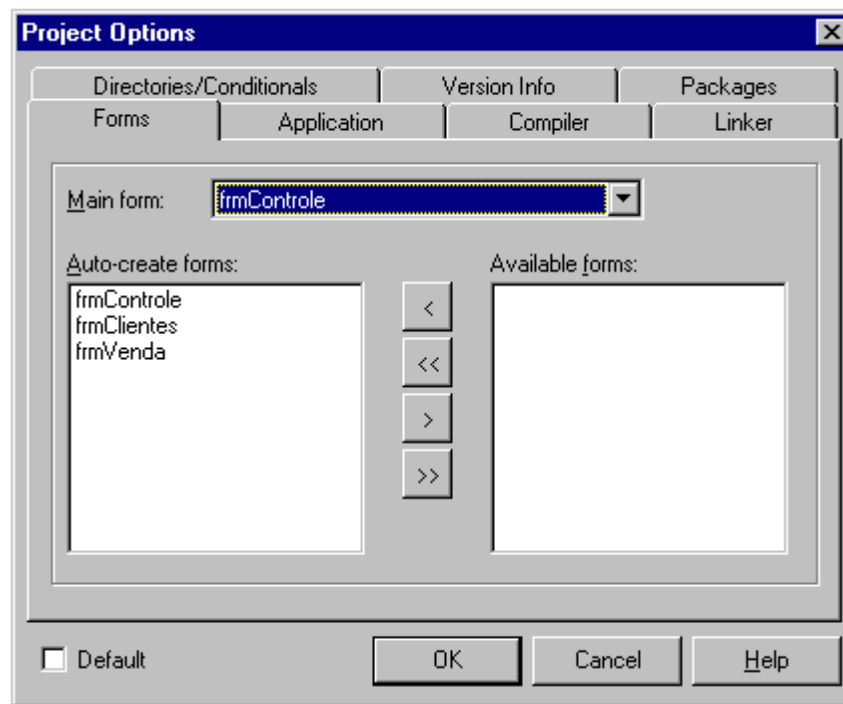 Project Options
Directories/Conditionals Version Info Packages
Forms Application Compiler Linker
Main form: frmControle
Auto-create forms: Available forms:
frmControle
frmClientes
frmVenda
<
<<
>
>>
Default OK Cancel Help